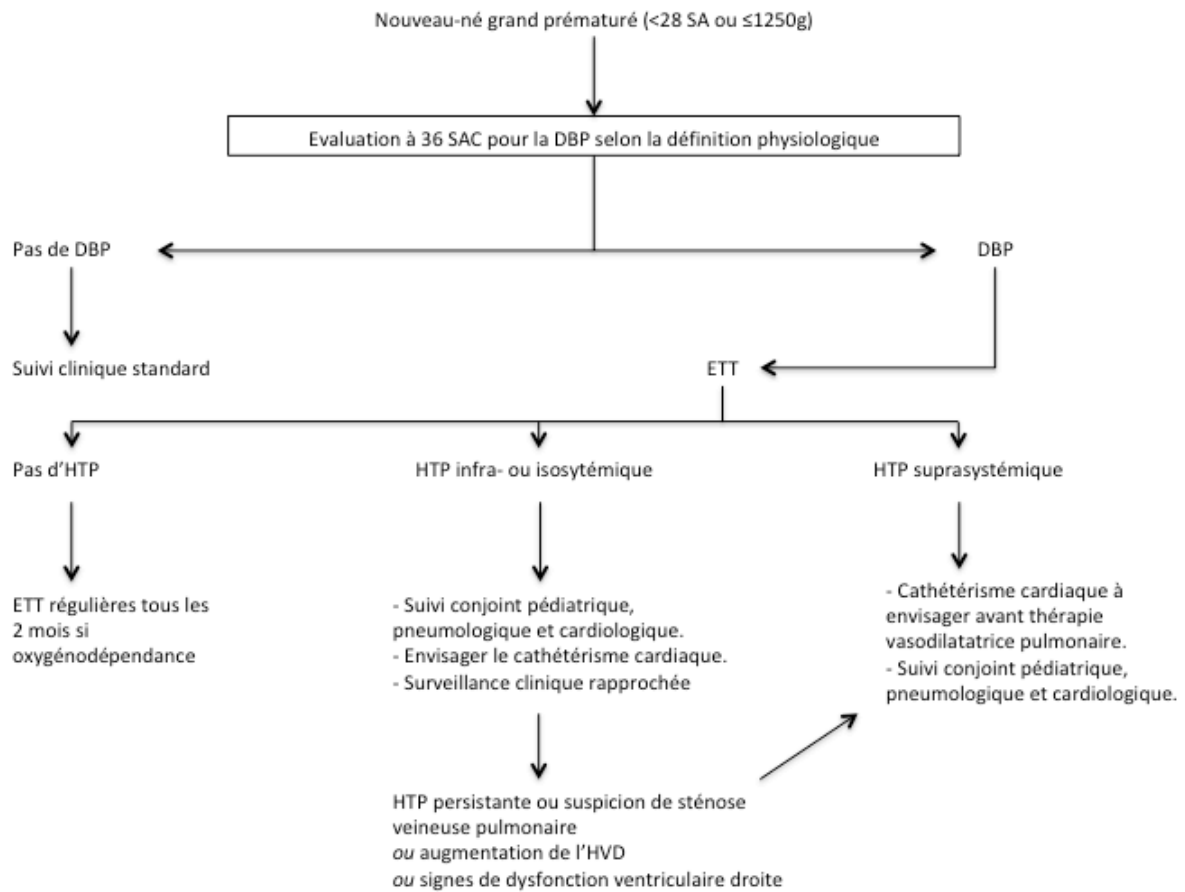 Nouveau-né grand prématuré (<28 SA ou ≤1250g)
Evaluation à 36 SAC pour la DBP selon la définition physiologique
Pas de DBP
DBP
Suivi clinique standard
ETT
Pas d'HTP
HTP infra- ou isosytémique
HTP suprasystémique
ETT régulières tous les
2 mois si
oxygénodépendance
- Suivi conjoint pédiatrique,
pneumologique et cardiologique.
- Envisager le cathétérisme cardiaque.
- Surveillance clinique rapprochée
- Cathétérisme cardiaque à
envisager avant thérapie
vasodilatatrice pulmonaire.
- Suivi conjoint pédiatrique,
pneumologique et cardiologique.
HTP persistante ou suspicion de sténose
veineuse pulmonaire
ou augmentation de l'HVD
ou signes de dysfonction ventriculaire droite